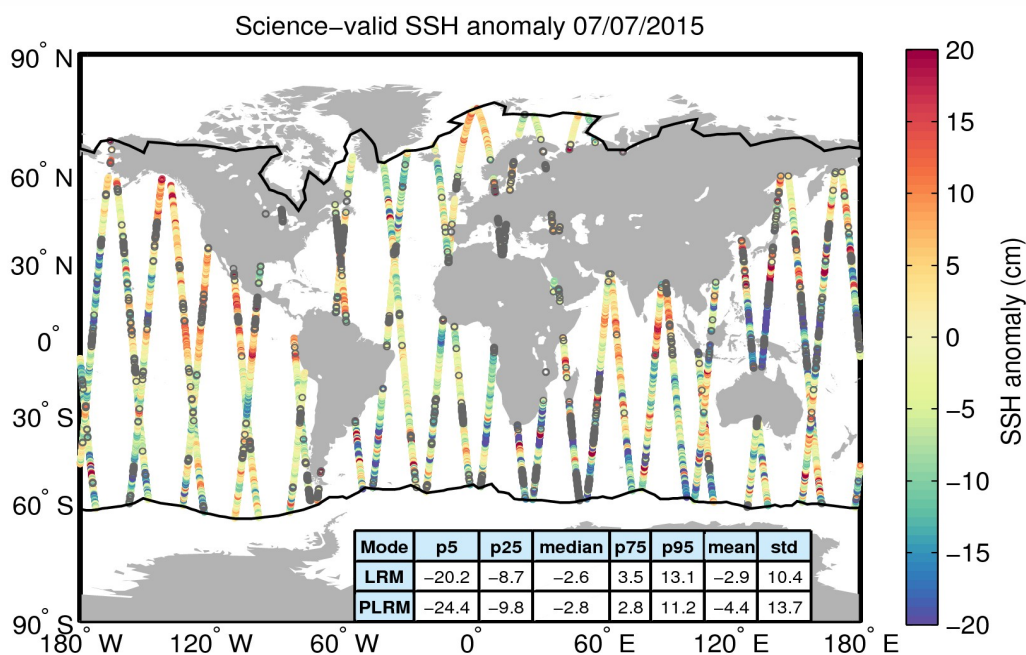 Science−valid SSH anomaly 07/07/2015
90° N
60° N
30° N
0°
30° S
60° S
90° S
180° W
120° W
60° W
0°
60° E
120° E
180° E
20
15
10
5
0
−5
−10
−15
−20
SSH anomaly (cm)
Mode p5 p25 median p75 p95 mean std
LRM −20.2 −8.7 −2.6 3.5 13.1 −2.9 10.4
PLRM −24.4 −9.8 −2.8 2.8 11.2 −4.4 13.7